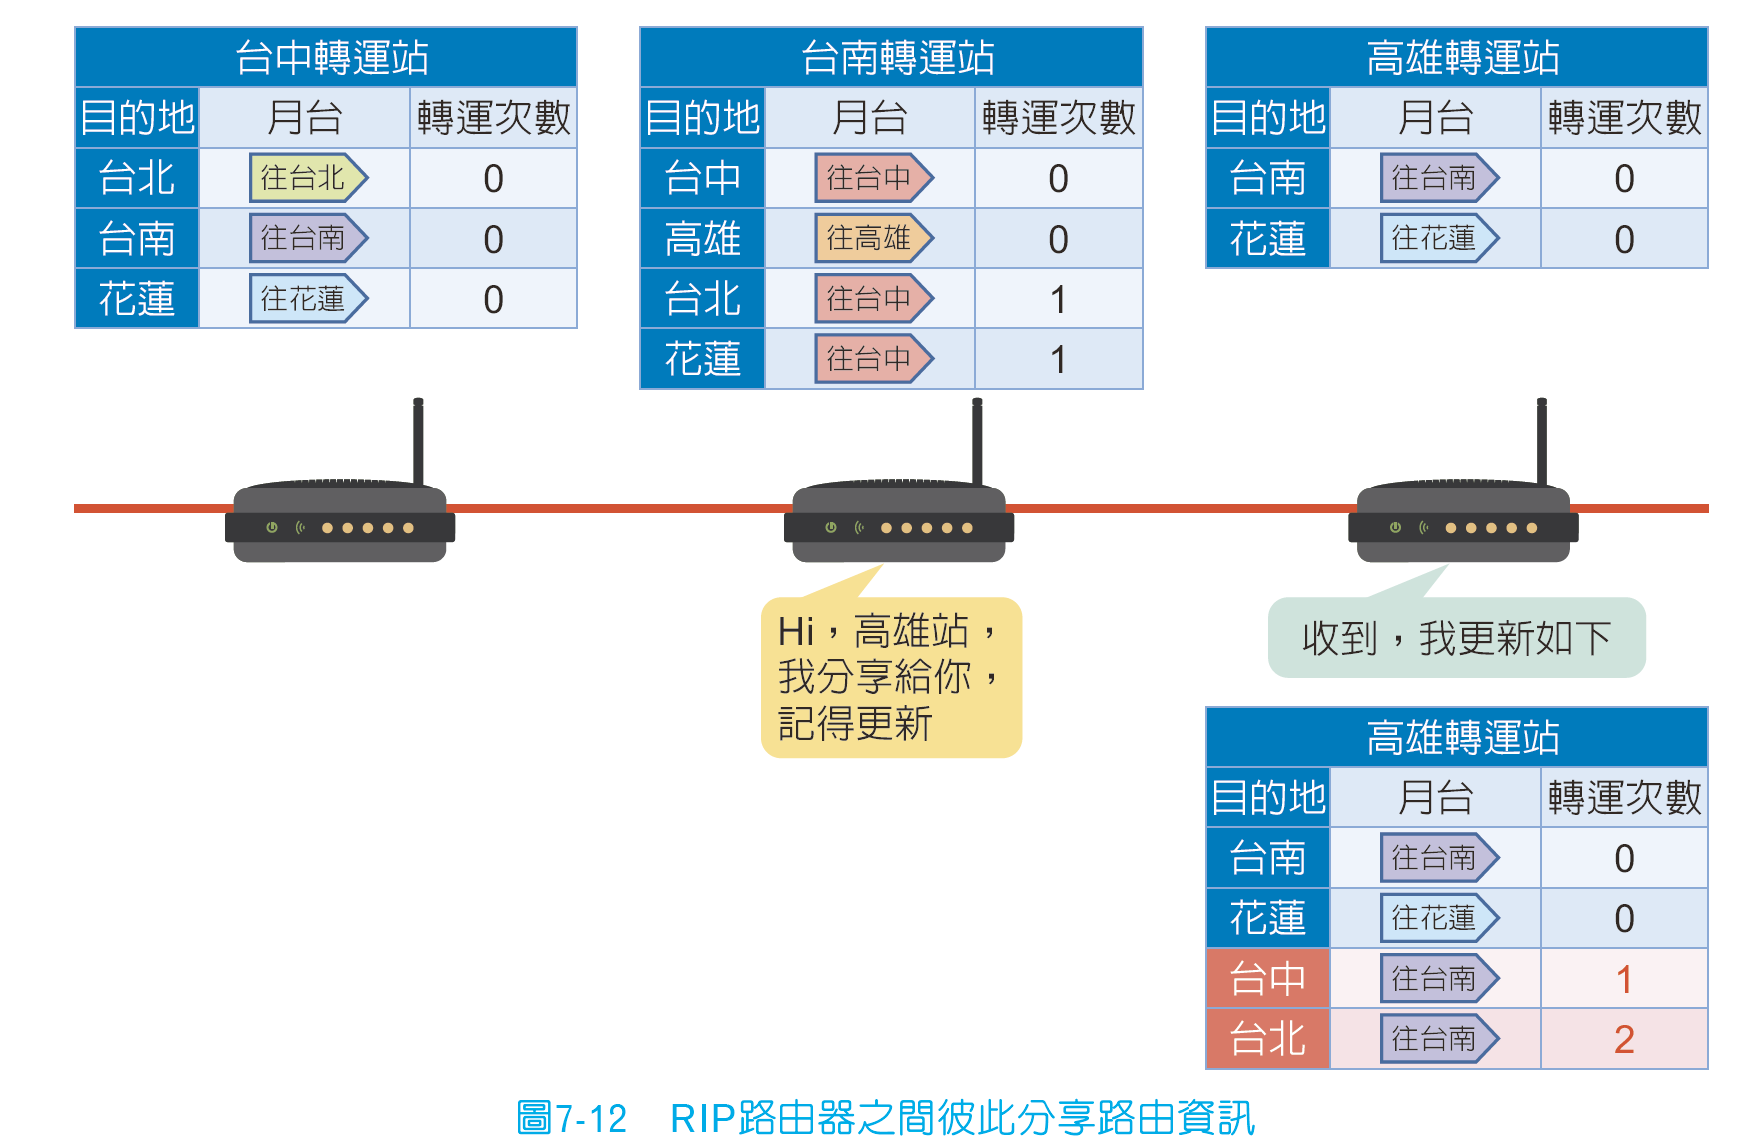 台中轉運站
目的地 月台 轉運次數
台北 往台北 0
台南 往台南 0
花蓮 往花蓮 0
台南轉運站
目的地 月台 轉運次數
台中 往台中 0
高雄 往高雄 0
台北 往台中 1
花蓮 往台中 1
高雄轉運站
目的地 月台 轉運次數
台南 往台南 0
花蓮 往花蓮 0
Hi，高雄站，
我分享給你，
記得更新
收到，我更新如下
高雄轉運站
目的地 月台 轉運次數
台南 往台南 0
花蓮 往花蓮 0
台中 往台南 1
台北 往台南 2
圖7-12 RIP路由器之間彼此分享路由資訊